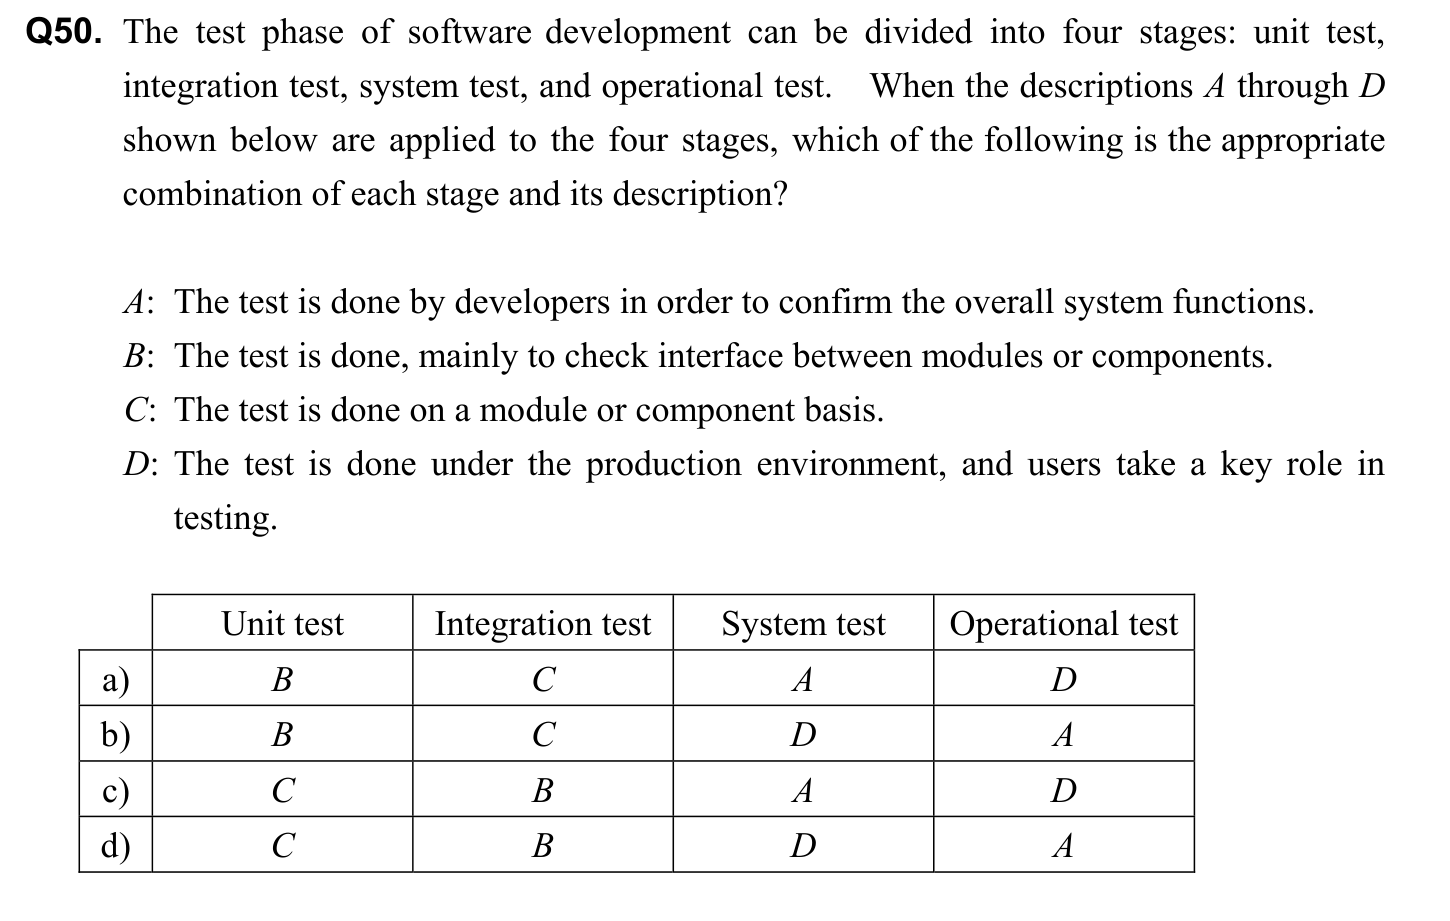 Q50. The test phase of software development can be divided into four stages: unit test,
integration test, system test, and operational test. When the descriptions A through D
shown below are applied to the four stages, which of the following is the appropriate
combination of each stage and its description?
A: The test is done by developers in order to confirm the overall system functions.
B: The test is done, mainly to check interface between modules or components.
C: The test is done on a module or component basis.
D: The test is done under the production environment, and users take a key role in
testing.
Unit test Integration test System test Operational test
a) B C A D
b) B C D A
c) C B A D
d) C B D A